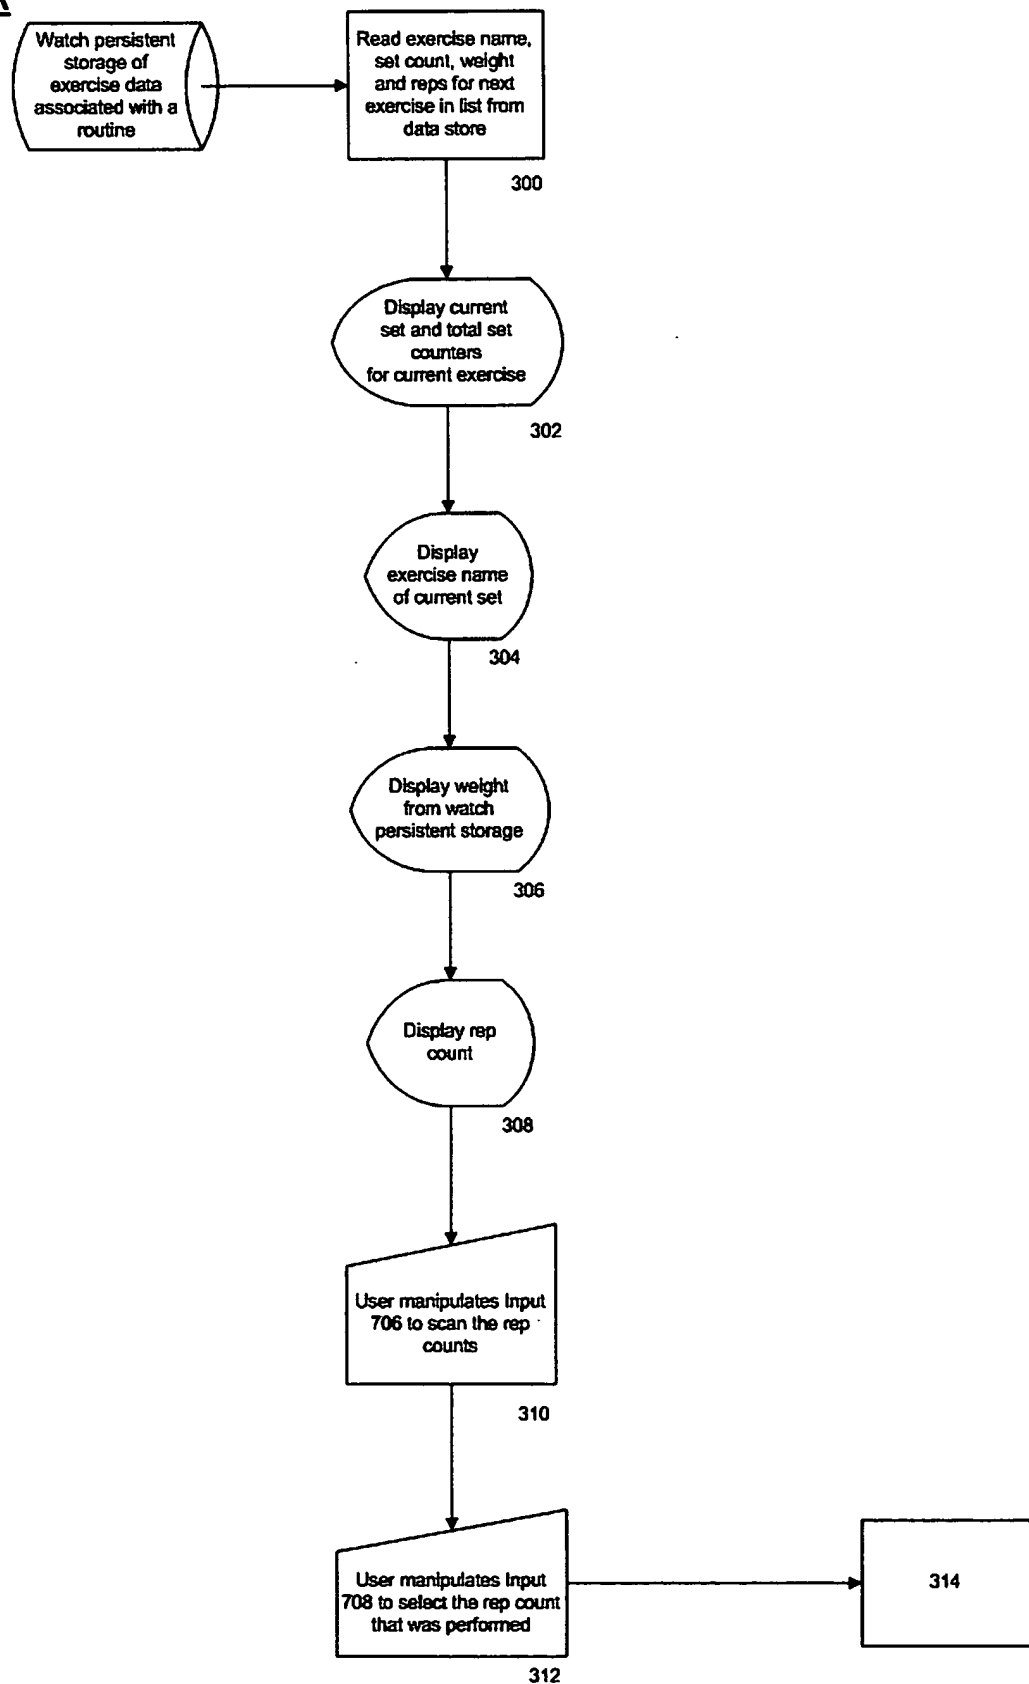 Watch persistent
storage of
exercise data
associated with a
routine
Read exercise name,
set count, weight
and reps for next
exercise in list from
data store
300
Display current
set and total set
counters
for current exercise
302
Display
exercise name
of current set
304
Display weight
from watch
persistent storage
306
Display rep
count
308
User manipulates Input
706 to scan the rep
counts
310
User manipulates Input
708 to select the rep count
that was performed
312
314